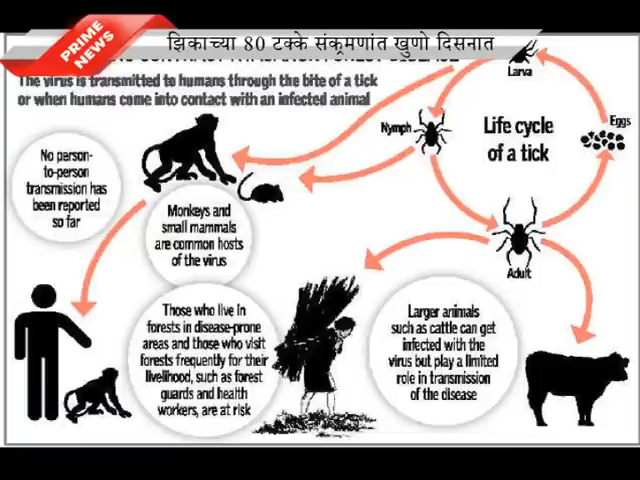 PRIME
NEWS
झिकाच्या 80 टक्के संक्रमणांत खुणो दिसनात
The virus is transmitted to humans through the bite of a tick
or when humans come into contact with an infected animal
Larva
Nymph
Eggs
Life cycle
of a tick
No person-
to-person
transmission has
been reported
so far
Monkeys and
small mammals
are common hosts
of the virus
Adult
Those who live in
forests in disease-prone
areas and those who visit
forests frequently for their
livelihood, such as forest
guards and health
workers, are at risk
Larger animals
such as cattle can get
infected with the
virus but play a limited
role in transmission
of the disease